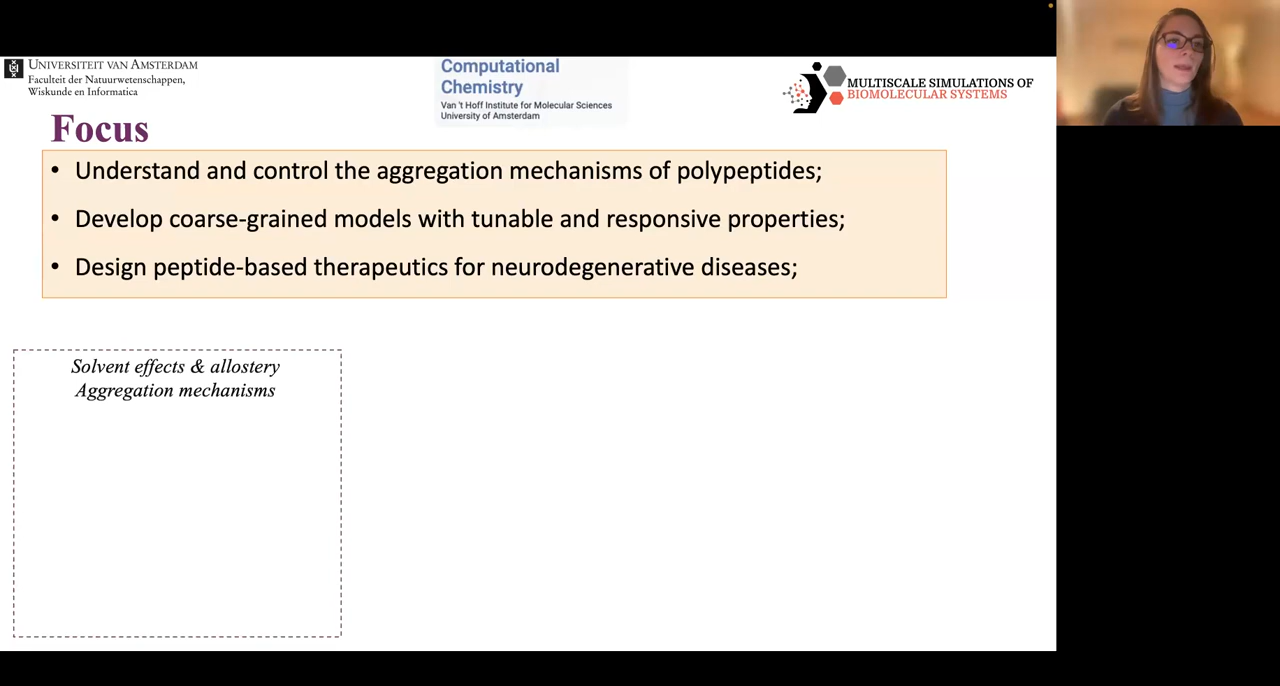 UNIVERSITEIT VAN AMSTERDAM
Faculteit der Natuurwetenschappen,
Wiskunde en Informatica
Computational
Chemistry
Van 't Hoff Institute for Molecular Sciences
University of Amsterdam
MULTISCALE SIMULATIONS OF
BIOMOLECULAR SYSTEMS
Focus
• Understand and control the aggregation mechanisms of polypeptides;
• Develop coarse-grained models with tunable and responsive properties;
• Design peptide-based therapeutics for neurodegenerative diseases;
Solvent effects & allostery
Aggregation mechanisms